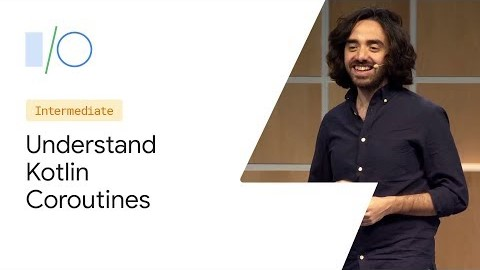 I/O
Intermediate
Understand
Kotlin
Coroutines